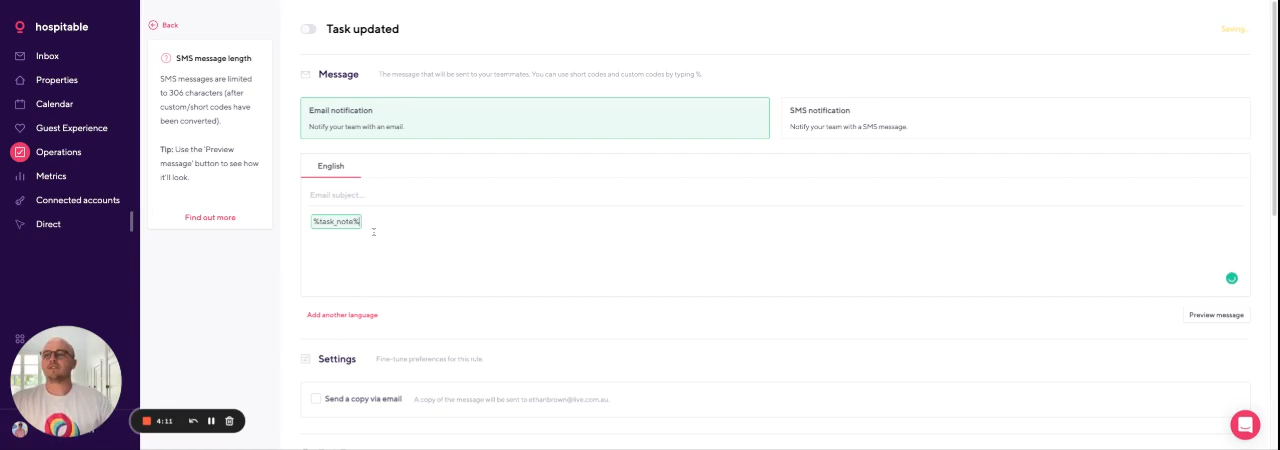 hospitable
Inbox
Properties
Calendar
Guest Experience
Operations
Metrics
Connected accounts
Direct
Back
SMS message length
SMS messages are limited
to 306 characters (after
custom/short codes have
been converted).
Tip: Use the 'Preview
message' button to see how
it'll look.
Find out more
Task updated
Saving...
Message
The message that will be sent to your teammates. You can use short codes and custom codes by typing %.
Email notification
Notify your team with an email.
SMS notification
Notify your team with a SMS message.
English
Email subject...
%task_note%
Add another language
Preview message
Settings
Fine-tune preferences for this rule.
Send a copy via email
A copy of the message will be sent to ethanbrown@live.com.au.
4:11